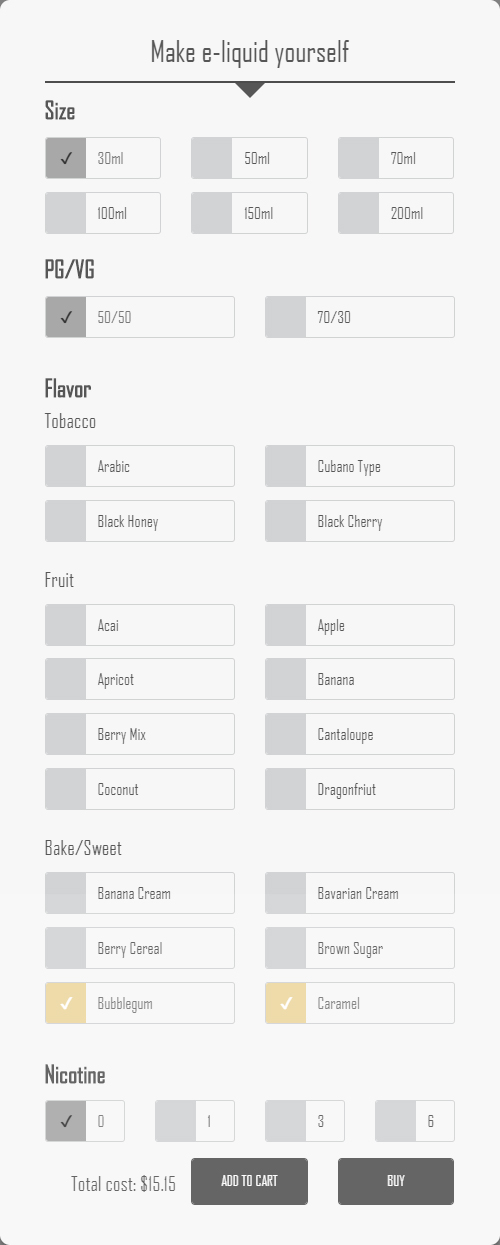 Make e-liquid yourself
Size
✓ 30ml 50ml 70ml
100ml 150ml 200ml
PG/VG
✓ 50/50 70/30
Flavor
Tobacco
Arabic Cubano Type
Black Honey Black Cherry
Fruit
Acai Apple
Apricot Banana
Berry Mix Cantaloupe
Coconut Dragonfriut
Bake/Sweet
Banana Cream Bavarian Cream
Berry Cereal Brown Sugar
✓ Bubblegum ✓ Caramel
Nicotine
✓ 0 1 3 6
Total cost: $15.15 ADD TO CART BUY